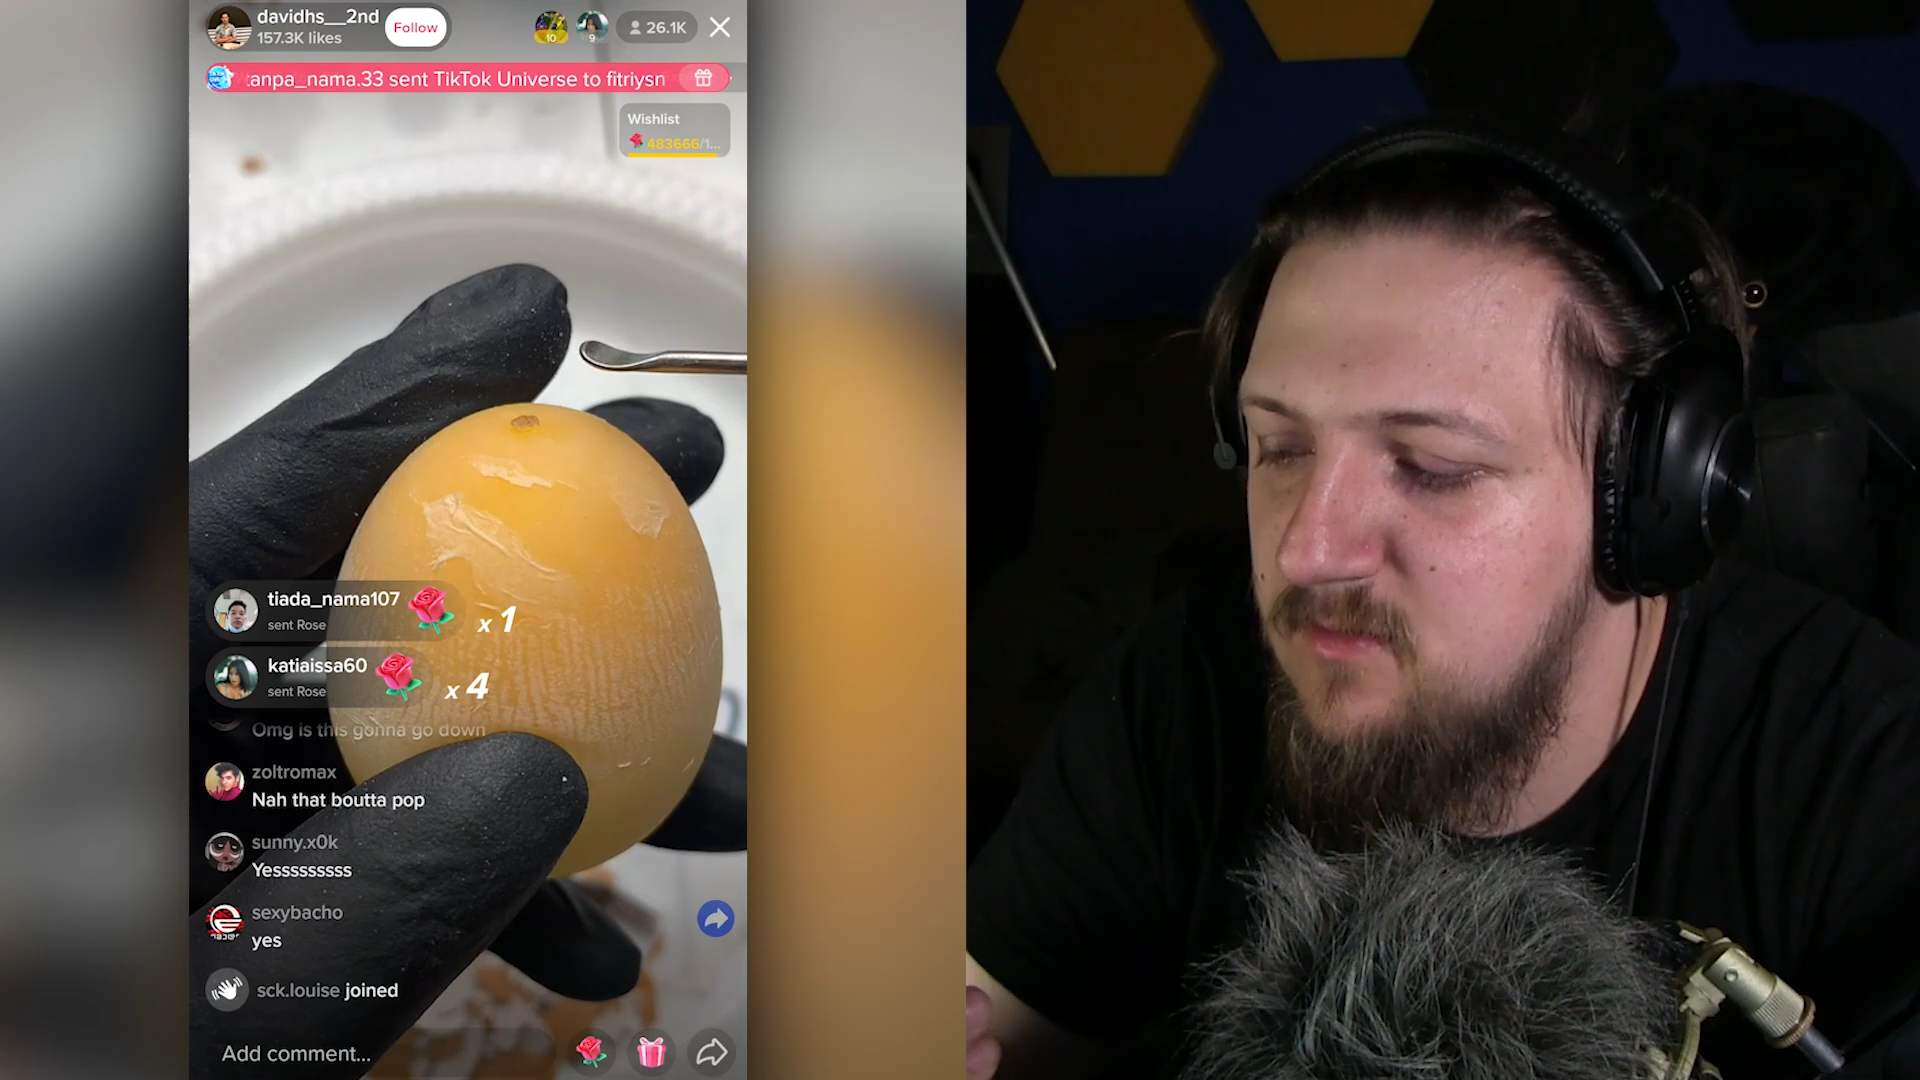 davidhs__2nd
157.3K likes
Follow
10
9
26.1K
anpa_nama.33 sent TikTok Universe to fitriysn
Wishlist
483666/1...
tiada_nama107
sent Rose
x 1
katiaissa60
sent Rose
x 4
Omg is this gonna go down
zoltromax
Nah that boutta pop
sunny.x0k
Yesssssssss
sexybacho
yes
sck.louise joined
Add comment...